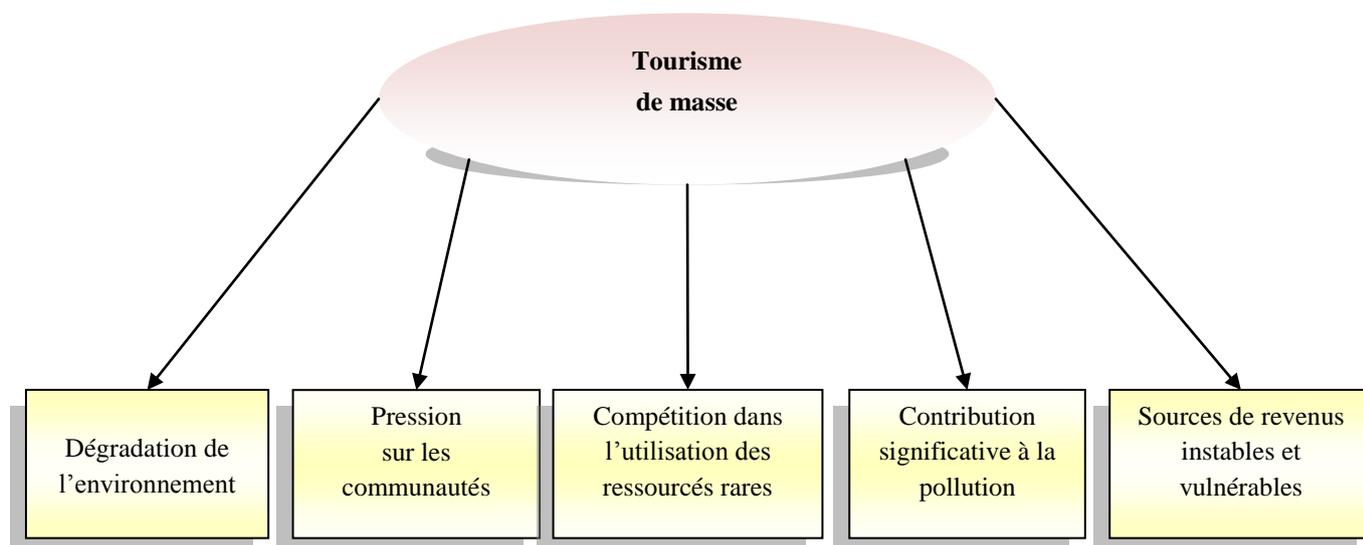 Tourisme
de masse
Dégradation de
l’environnement
Pression
sur les
communautés
Compétition dans
l’utilisation des
ressourcés rares
Contribution
significative à la
pollution
Sources de revenus
instables et
vulnérables